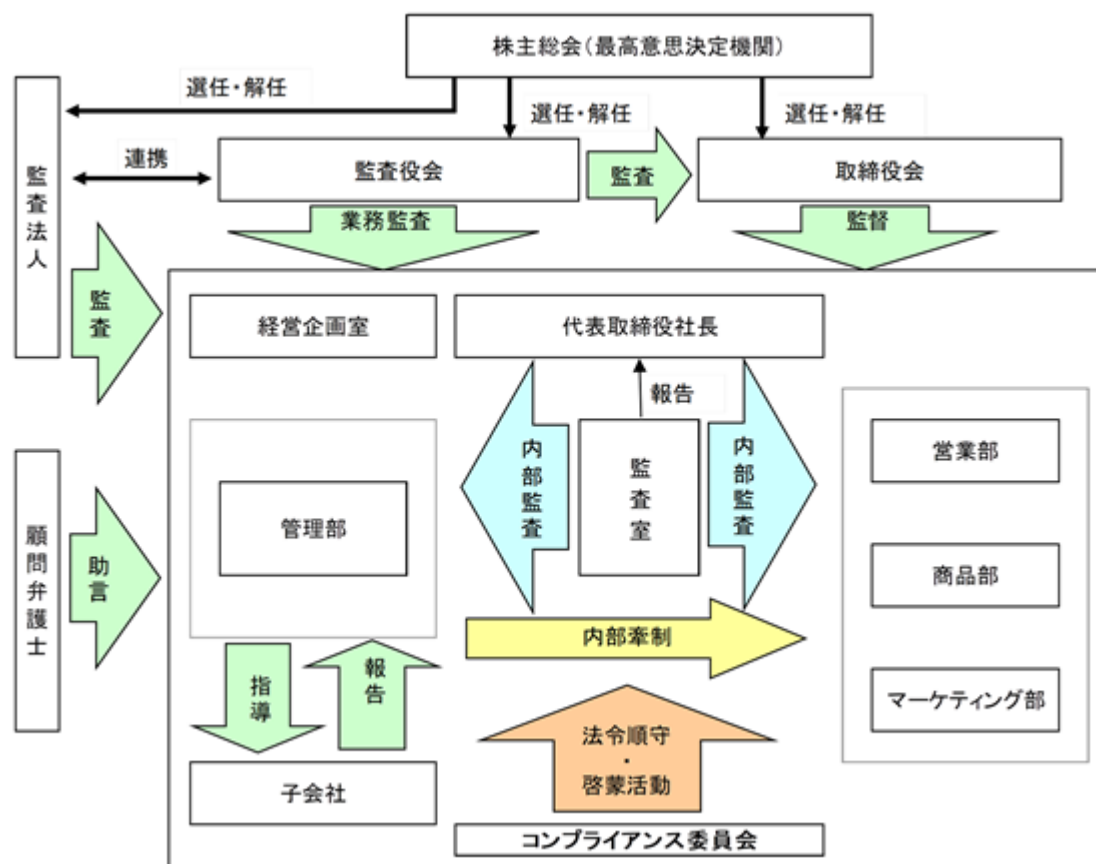 株主総会（最高意思決定機関）
選任・解任
選任・解任
選任・解任
監査法人
連携
監査役会
監査
取締役会
業務監査
監督
監査
経営企画室
代表取締役社長
報告
内部監査
監査室
内部監査
営業部
顧問弁護士
助言
管理部
商品部
内部牽制
指導
報告
マーケティング部
法令順守
・
啓蒙活動
子会社
コンプライアンス委員会